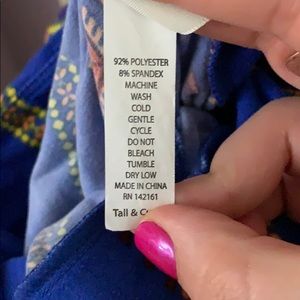 92% POLYESTER
8% SPANDEX
MACHINE
WASH
COLD
GENTLE
CYCLE
DO NOT
BLEACH
TUMBLE
DRY LOW
MADE IN CHINA
RN 142161
Tall &